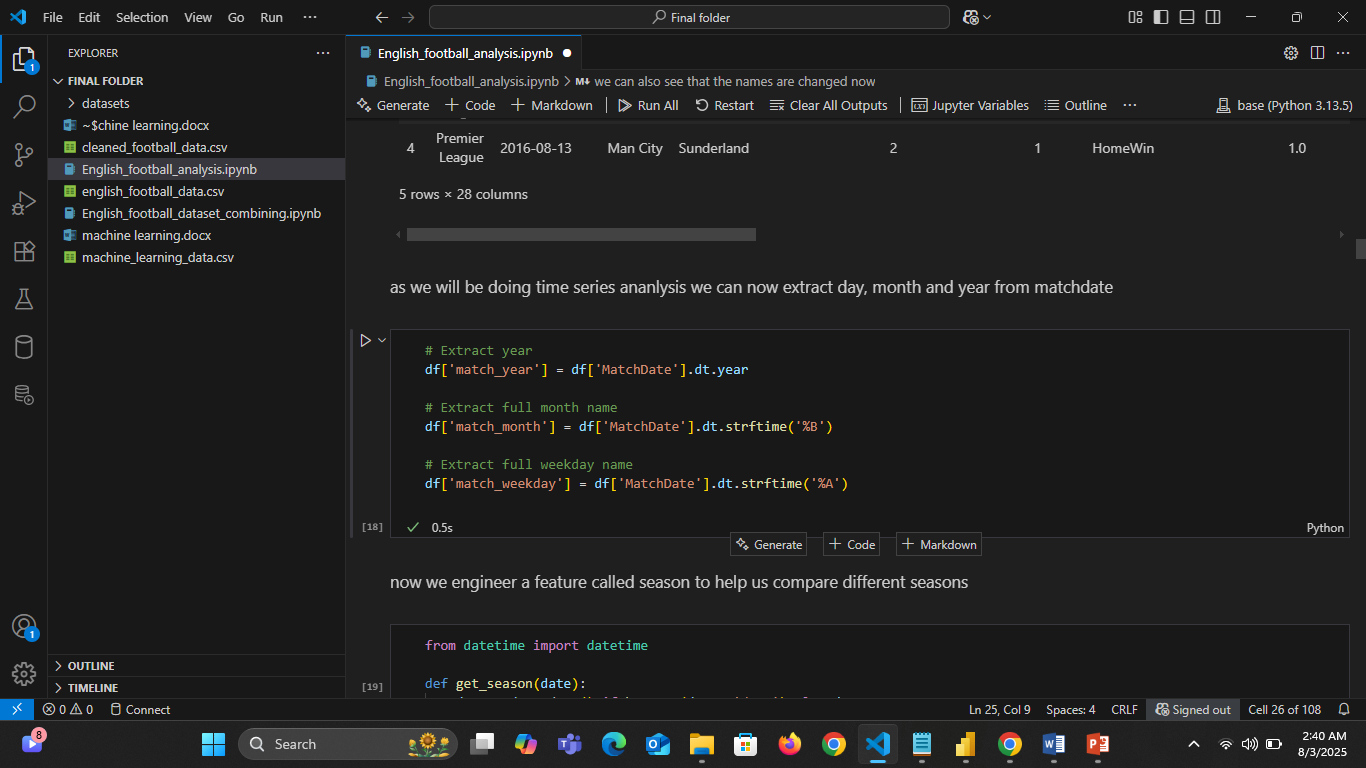 File Edit Selection View Go Run ···
Final folder
EXPLORER ···
FINAL FOLDER
datasets
~$chine learning.docx
cleaned_football_data.csv
English_football_analysis.ipynb
english_football_data.csv
English_football_dataset_combining.ipynb
machine learning.docx
machine_learning_data.csv
OUTLINE
TIMELINE
1
1
English_football_analysis.ipynb
English_football_analysis.ipynb > M↓ we can also see that the names are changed now
Generate + Code + Markdown Run All Restart Clear All Outputs Jupyter Variables Outline ··· base (Python 3.13.5)
4 Premier League 2016-08-13 Man City Sunderland 2 1 HomeWin 1.0
5 rows × 28 columns
as we will be doing time series ananlysis we can now extract day, month and year from matchdate
# Extract year
df['match_year'] = df['MatchDate'].dt.year
# Extract full month name
df['match_month'] = df['MatchDate'].dt.strftime('%B')
# Extract full weekday name
df['match_weekday'] = df['MatchDate'].dt.strftime('%A')
[18] 0.5s Python
Generate + Code + Markdown
now we engineer a feature called season to help us compare different seasons
from datetime import datetime
def get_season(date):
[19]
0 0 Connect Ln 25, Col 9 Spaces: 4 CRLF Signed out Cell 26 of 108
8 Search 2:40 AM
8/3/2025